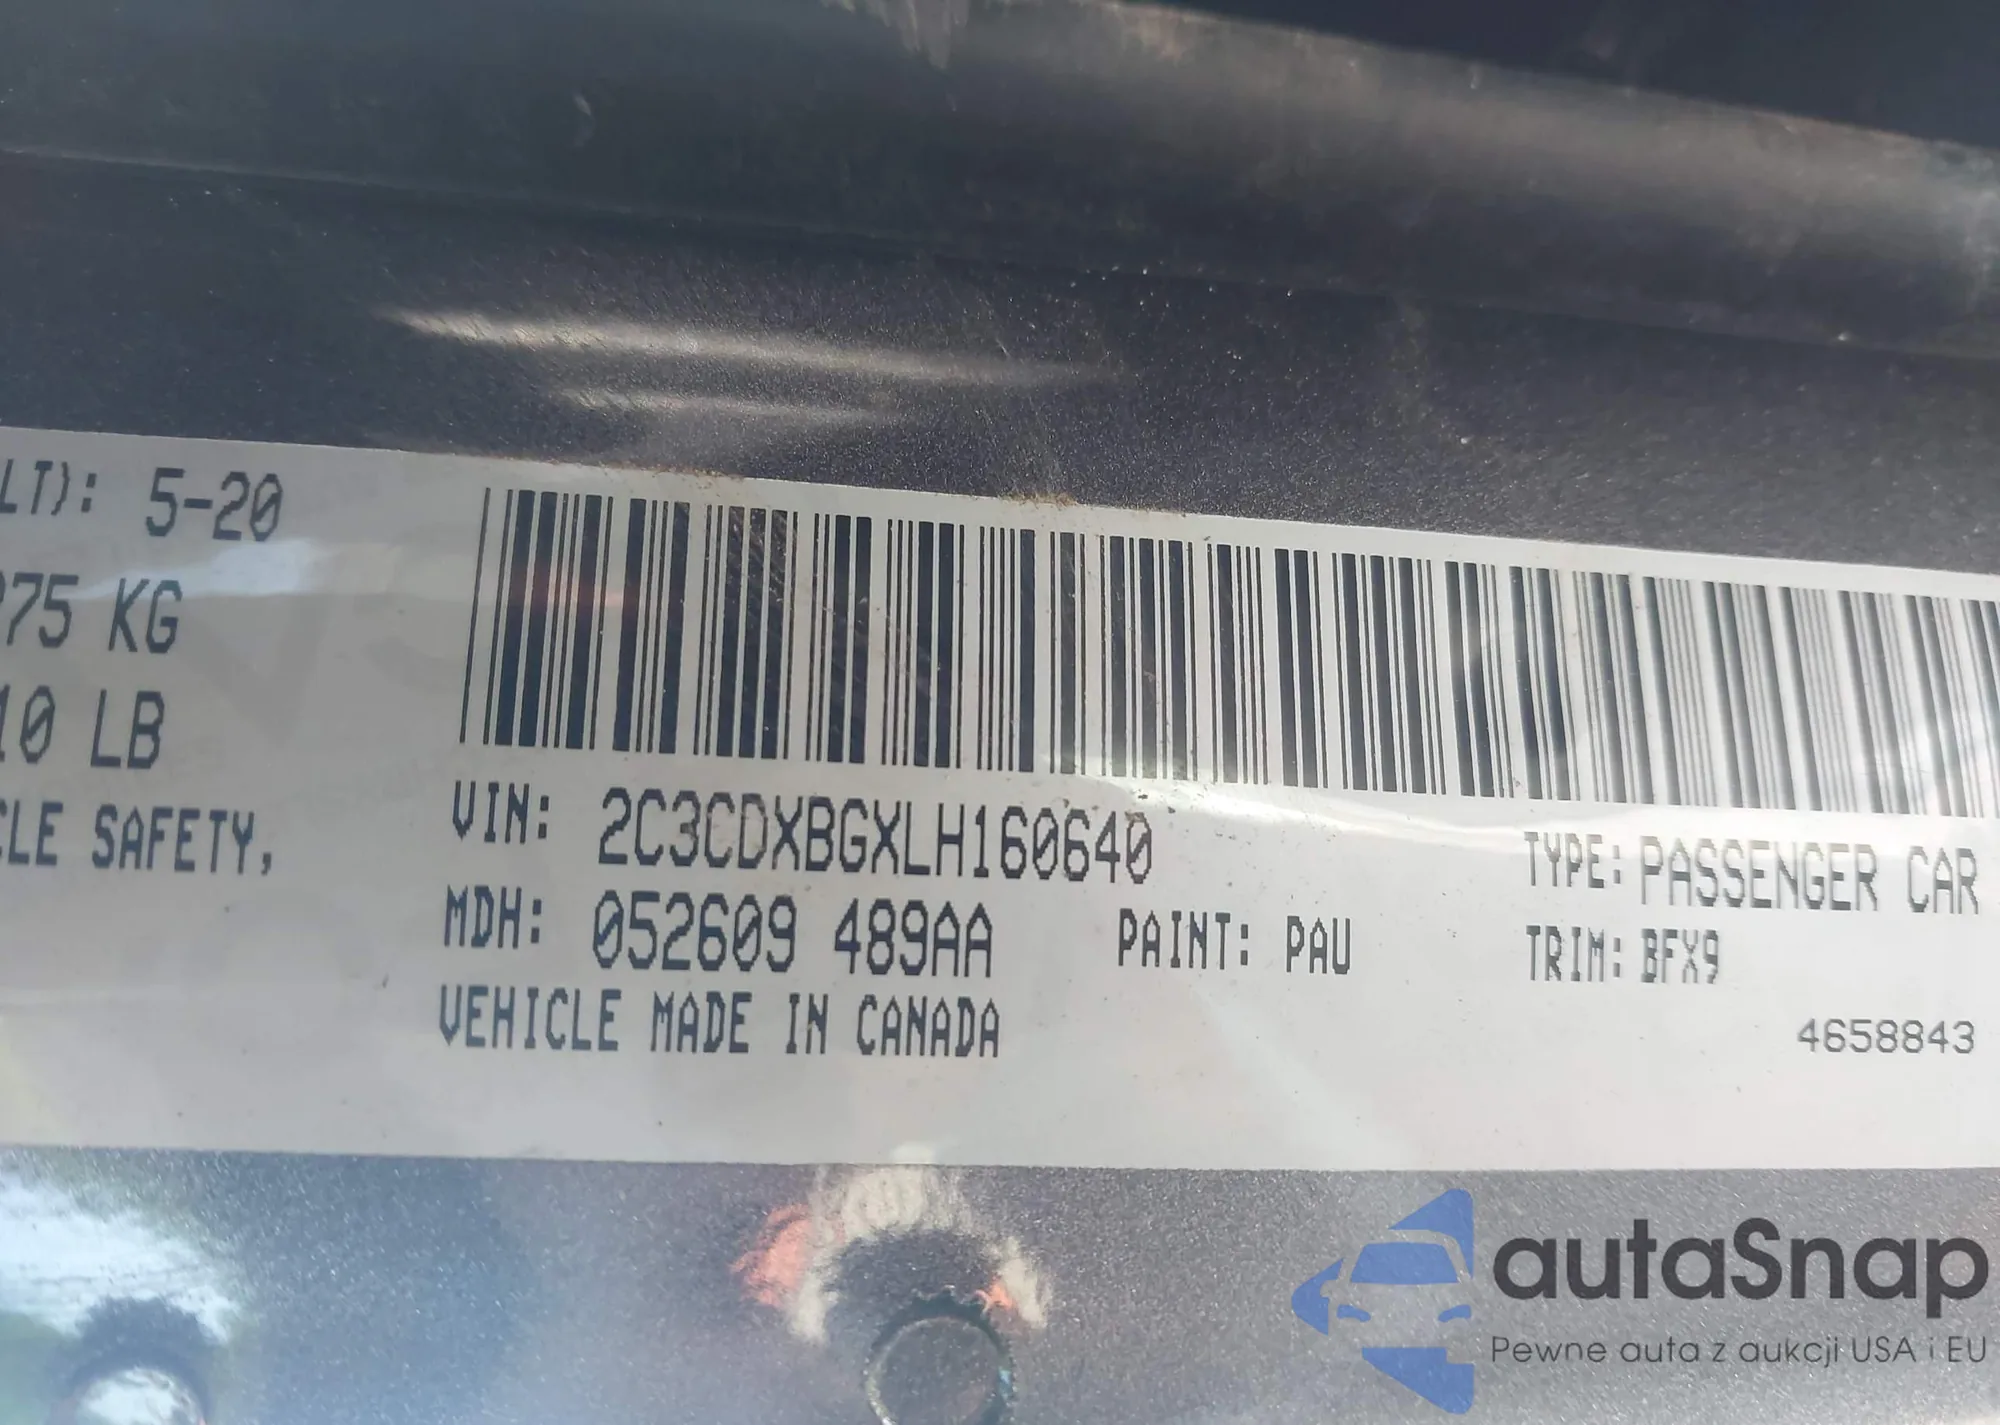 LT): 5-20
75 KG
10 LB
CLE SAFETY,
VIN: 2C3CDXBGXLH160640
TYPE: PASSENGER CAR
MDH: 052609 489AA
PAINT: PAU
TRIM: BFX9
VEHICLE MADE IN CANADA
4658843
autaSnap
Pewne auta z aukcji USA i EU